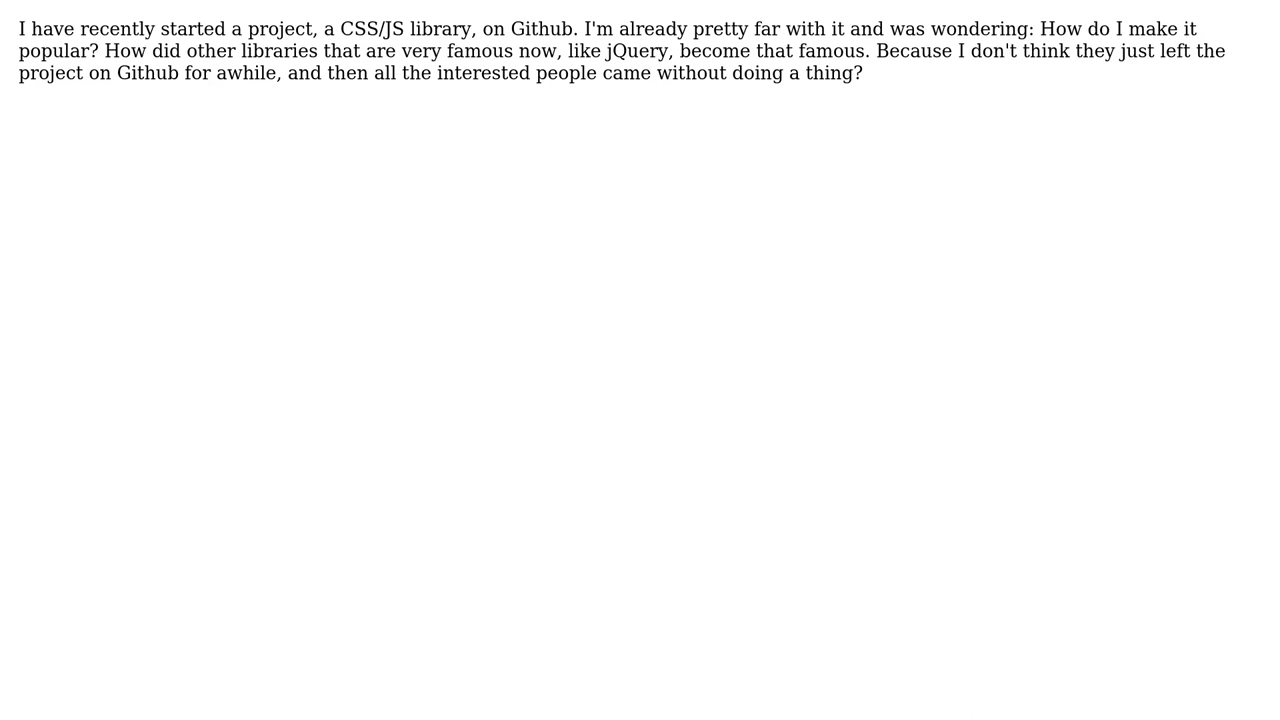 I have recently started a project, a CSS/JS library, on Github. I'm already pretty far with it and was wondering: How do I make it
popular? How did other libraries that are very famous now, like jQuery, become that famous. Because I don't think they just left the
project on Github for awhile, and then all the interested people came without doing a thing?